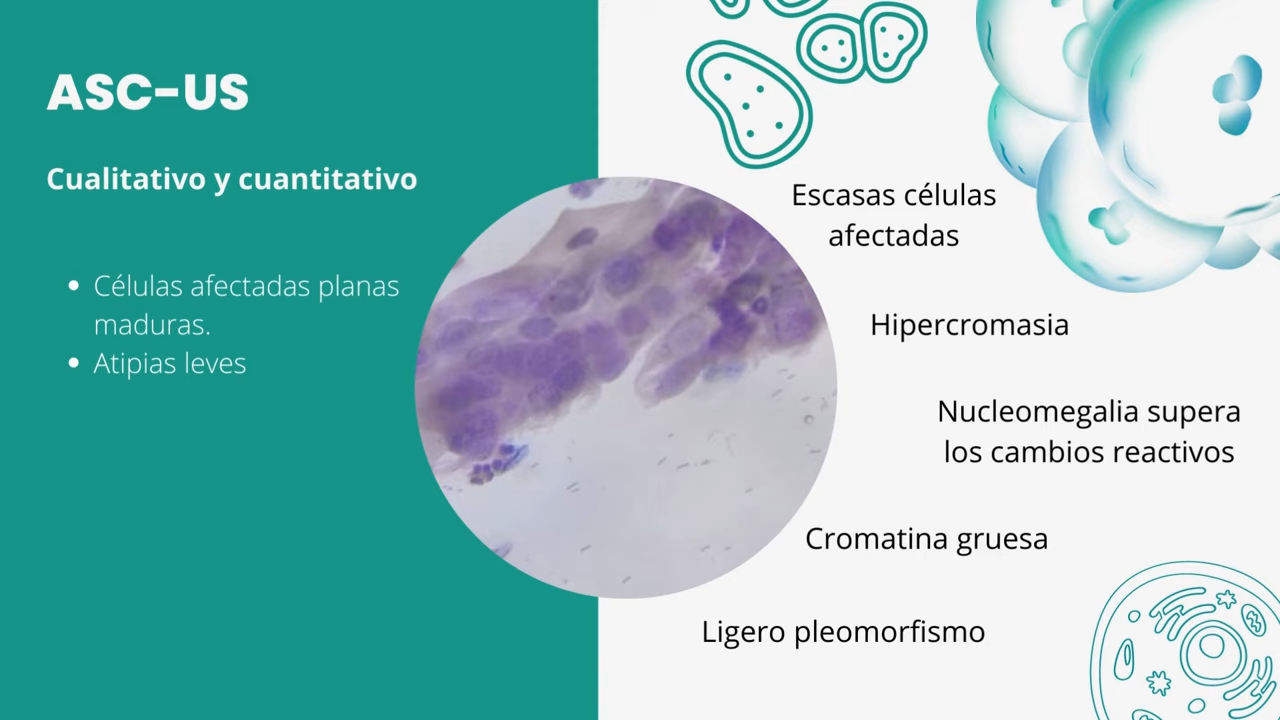 ASC-US
Cualitativo y cuantitativo
• Células afectadas planas
maduras.
• Atipias leves
Escasas células
afectadas
Hipercromasia
Nucleomegalia supera
los cambios reactivos
Cromatina gruesa
Ligero pleomorfismo